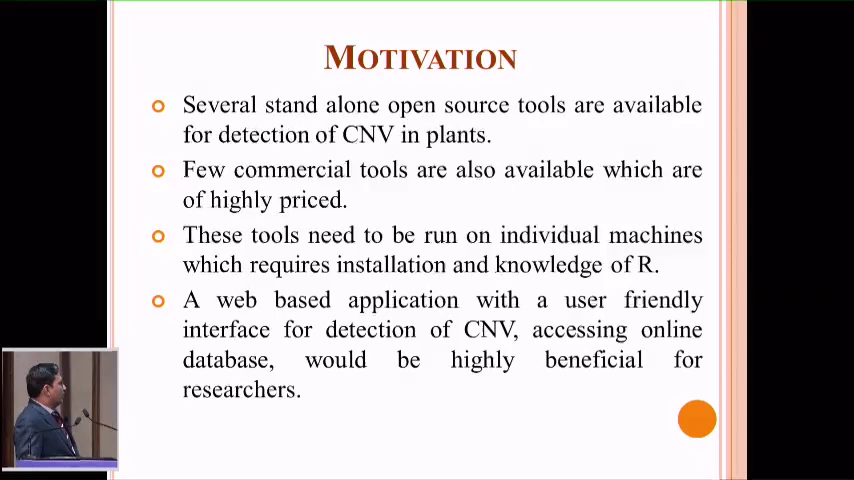 MOTIVATION
Several stand alone open source tools are available
for detection of CNV in plants.
Few commercial tools are also available which are
of highly priced.
These tools need to be run on individual machines
which requires installation and knowledge of R.
A web based application with a user friendly
interface for detection of CNV, accessing online
database, would be highly beneficial for
researchers.